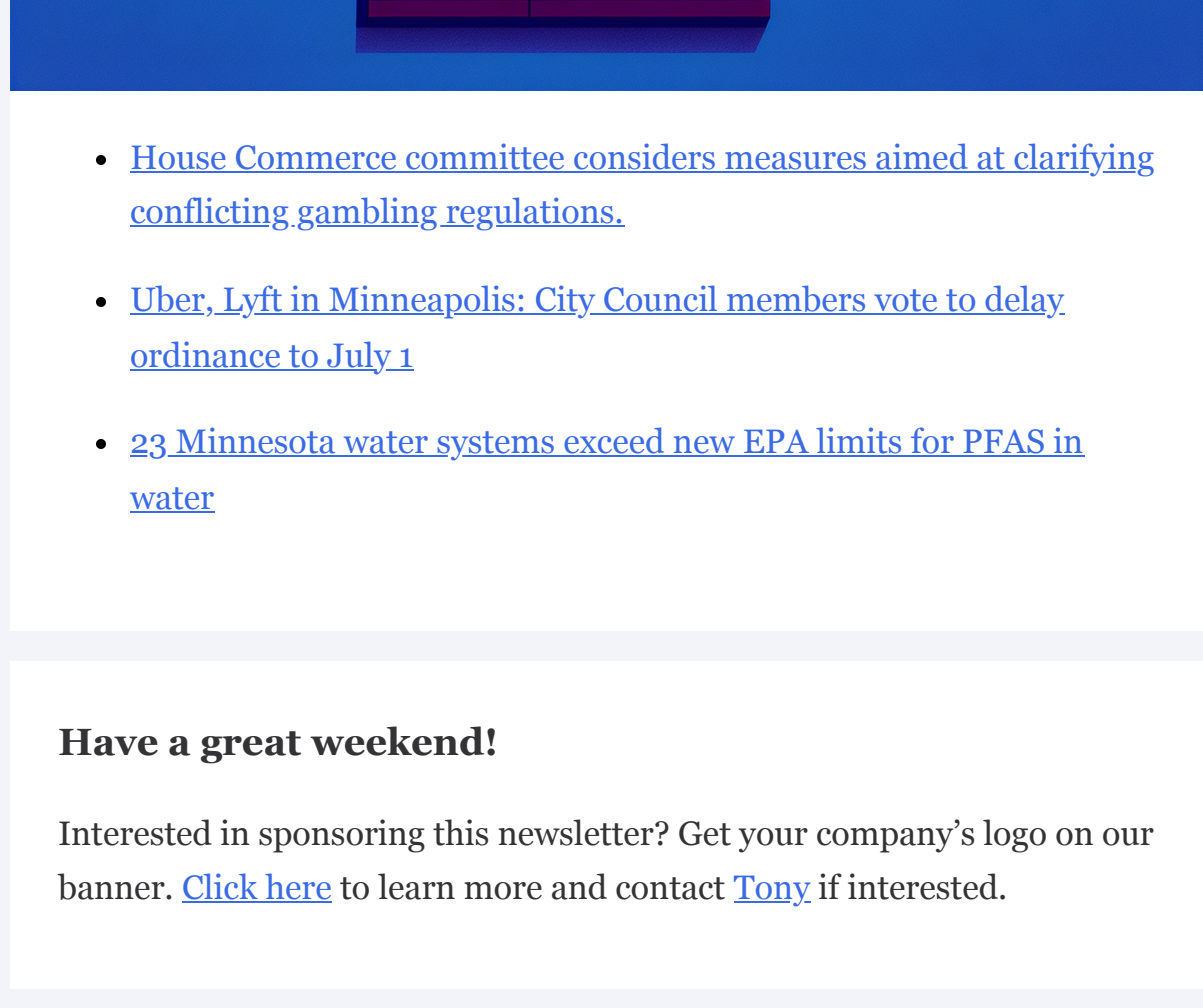 House Commerce committee considers measures aimed at clarifying
conflicting gambling regulations.
Uber, Lyft in Minneapolis: City Council members vote to delay
ordinance to July 1
23 Minnesota water systems exceed new EPA limits for PFAS in
water
Have a great weekend!
Interested in sponsoring this newsletter? Get your company’s logo on our
banner. Click here to learn more and contact Tony if interested.